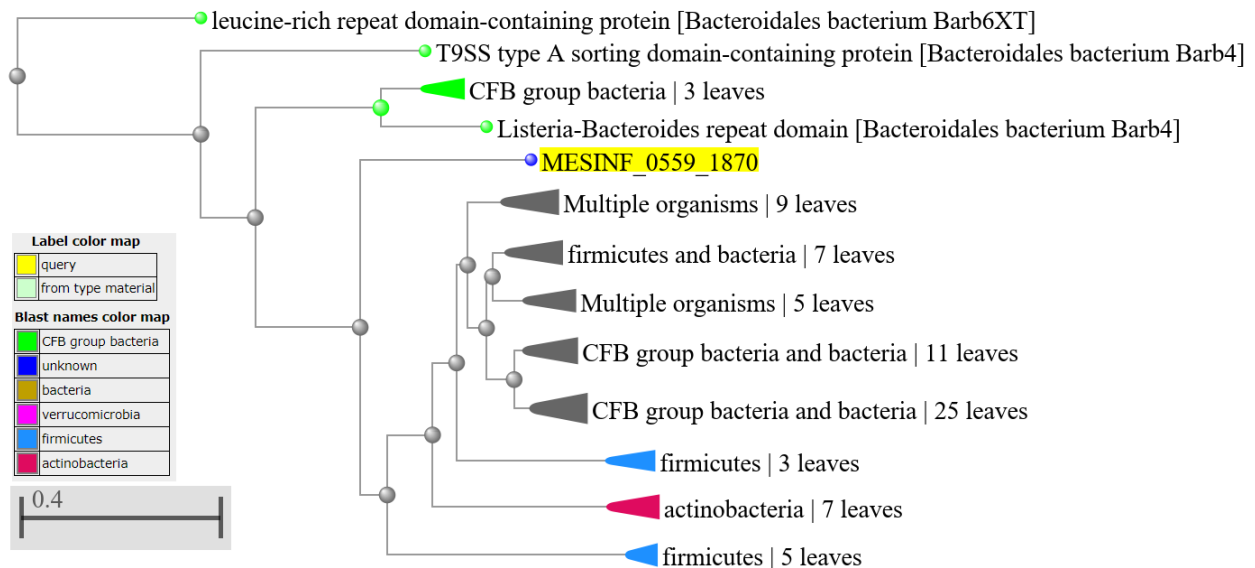 leucine-rich repeat domain-containing protein [Bacteroidales bacterium Barb6XT]
T9SS type A sorting domain-containing protein [Bacteroidales bacterium Barb4]
CFB group bacteria | 3 leaves
Listeria-Bacteroides repeat domain [Bacteroidales bacterium Barb4]
MESINF_0559_1870
Multiple organisms | 9 leaves
firmicutes and bacteria | 7 leaves
Multiple organisms | 5 leaves
CFB group bacteria and bacteria | 11 leaves
CFB group bacteria and bacteria | 25 leaves
firmicutes | 3 leaves
actinobacteria | 7 leaves
firmicutes | 5 leaves
Label color map
query
from type material
Blast names color map
CFB group bacteria
unknown
bacteria
verrucomicrobia
firmicutes
actinobacteria
0.4